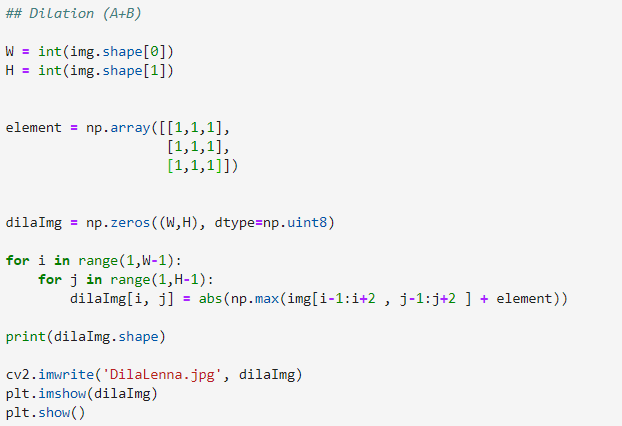 ## Dilation (A+B)
W = int(img.shape[0])
H = int(img.shape[1])
element = np.array([[1,1,1],
[1,1,1],
[1,1,1]])
dilaImg = np.zeros((W,H), dtype=np.uint8)
for i in range(1,W-1):
for j in range(1,H-1):
dilaImg[i, j] = abs(np.max(img[i-1:i+2 , j-1:j+2 ] + element))
print(dilaImg.shape)
cv2.imwrite('DilaLenna.jpg', dilaImg)
plt.imshow(dilaImg)
plt.show()